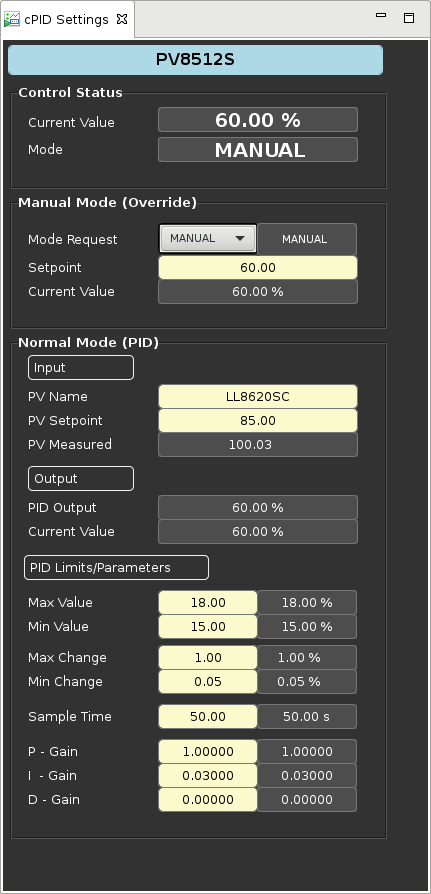 cPID Settings
PV8512S
Control Status
Current Value 60.00 %
Mode MANUAL
Manual Mode (Override)
Mode Request MANUAL MANUAL
Setpoint 60.00
Current Value 60.00 %
Normal Mode (PID)
Input
PV Name LL8620SC
PV Setpoint 85.00
PV Measured 100.03
Output
PID Output 60.00 %
Current Value 60.00 %
PID Limits/Parameters
Max Value 18.00 18.00 %
Min Value 15.00 15.00 %
Max Change 1.00 1.00 %
Min Change 0.05 0.05 %
Sample Time 50.00 50.00 s
P - Gain 1.00000 1.00000
I - Gain 0.03000 0.03000
D - Gain 0.00000 0.00000